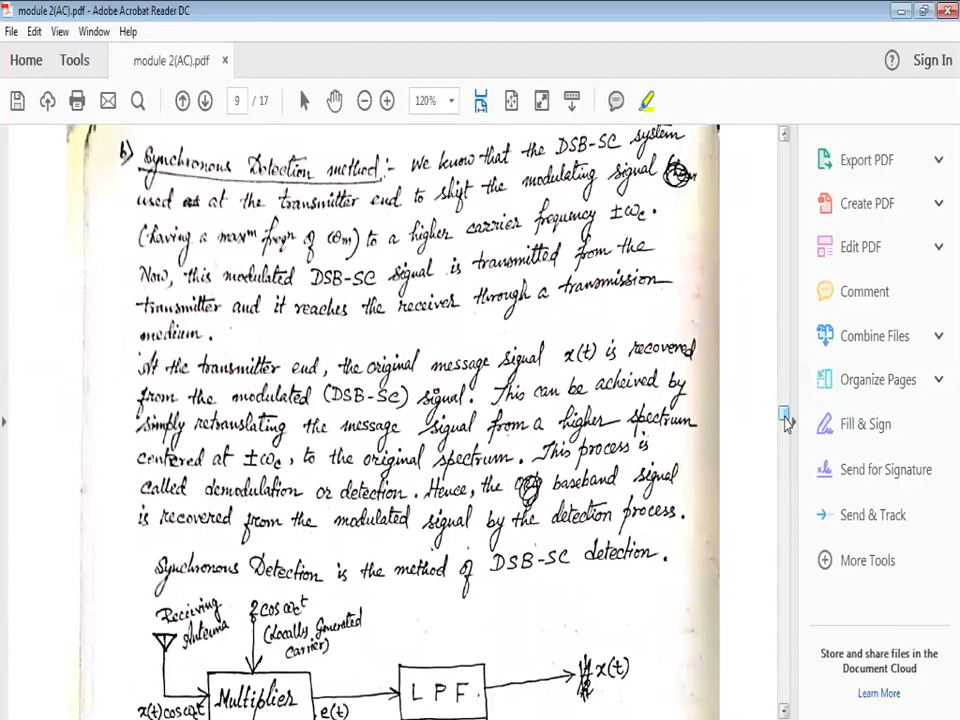 module 2(AC).pdf - Adobe Acrobat Reader DC
File Edit View Window Help
Home Tools module 2(AC).pdf × Sign In
9 / 17 120%
b) Synchronous Detection method :- We know that the DSB-SC system
used at the transmitter end to shift the modulating signal
(having a maxm freqn of ωm) to a higher carrier frequency ±ωc.
Now, this modulated DSB-SC signal is transmitted from the
transmitter and it reaches the receiver through a transmission
medium.
At the transmitter end, the original message signal x(t) is recovered
from the modulated (DSB-SC) signal. This can be acheived by
simply retranslating the message signal from a higher spectrum
centered at ±ωc, to the original spectrum. This process is
called demodulation or detection. Hence, the baseband signal
is recovered from the modulated signal by the detection process.
Synchronous Detection is the method of DSB-SC detection.
Receiving
Antenna
2cosωct
(Locally Generated
Carrier)
Multiplier
LPF
x(t)
x(t)cosωct
e(t)
Export PDF
Create PDF
Edit PDF
Comment
Combine Files
Organize Pages
Fill & Sign
Send for Signature
Send & Track
More Tools
Store and share files in the
Document Cloud
Learn More